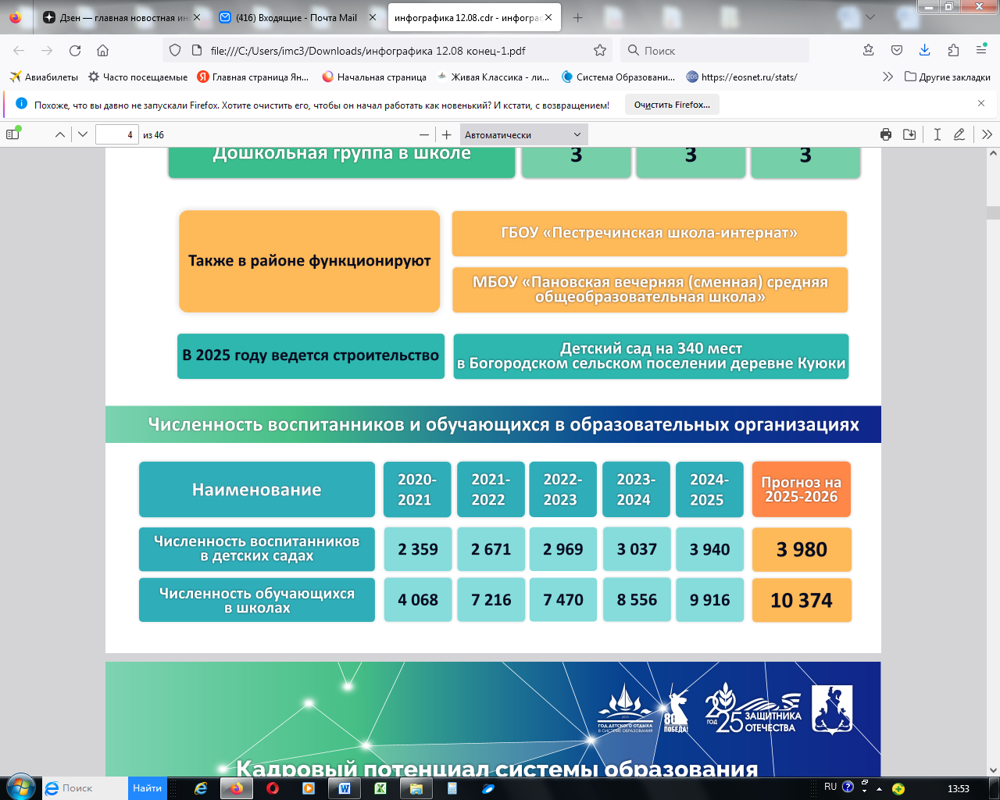 Дзен — главная новостная ин
(416) Входящие - Почта Mail
инфографика 12.08.cdr - инфограф
file:///C:/Users/imc3/Downloads/инфографика 12.08 конец-1.pdf
Поиск
Авиабилеты
Часто посещаемые
Главная страница Ян...
Начальная страница
Живая Классика - ли...
Система Образовани...
https://eosnet.ru/stats/
Другие закладки
Похоже, что вы давно не запускали Firefox. Хотите очистить его, чтобы он начал работать как новенький? И кстати, с возвращением!
Очистить Firefox...
4 из 46
Автоматически
Дошкольная группа в школе 3 3 3
Также в районе функционируют
ГБОУ «Пестречинская школа-интернат»
МБОУ «Пановская вечерняя (сменная) средняя
общеобразовательная школа»
В 2025 году ведется строительство
Детский сад на 340 мест
в Богородском сельском поселении деревне Куюки
Численность воспитанников и обучающихся в образовательных организациях
Наименование
2020-
2021
2021-
2022
2022-
2023
2023-
2024
2024-
2025
Прогноз на
2025-2026
Численность воспитанников
в детских садах
2 359 2 671 2 969 3 037 3 940 3 980
Численность обучающихся
в школах
4 068 7 216 7 470 8 556 9 916 10 374
ГОД ДЕТСКОГО ОТДЫХА
В СИСТЕМЕ ОБРАЗОВАНИЯ
80
ПОБЕДА!
2025
ГОД
ЗАЩИТНИКА
ОТЕЧЕСТВА
Кадровый потенциал системы образования
Поиск
Найти
RU
13:53